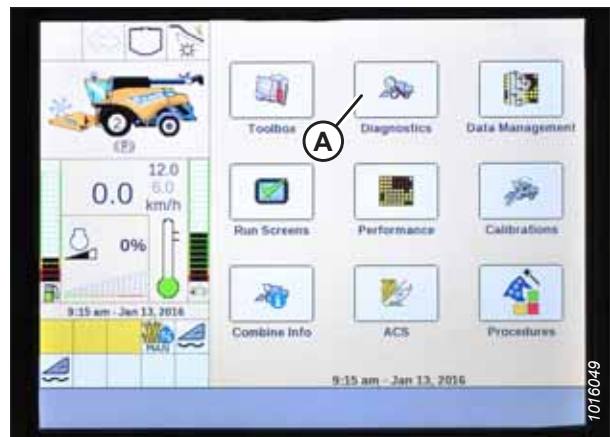 Toolbox
Diagnostics
Data Management
A
2
(P)
12.0
0.0
6.0
km/h
Run Screens
Performance
Calibrations
0%
9:15 am - Jan 13, 2016
MAN
Combine Info
ACS
Procedures
9:15 am - Jan 13, 2016
1016049